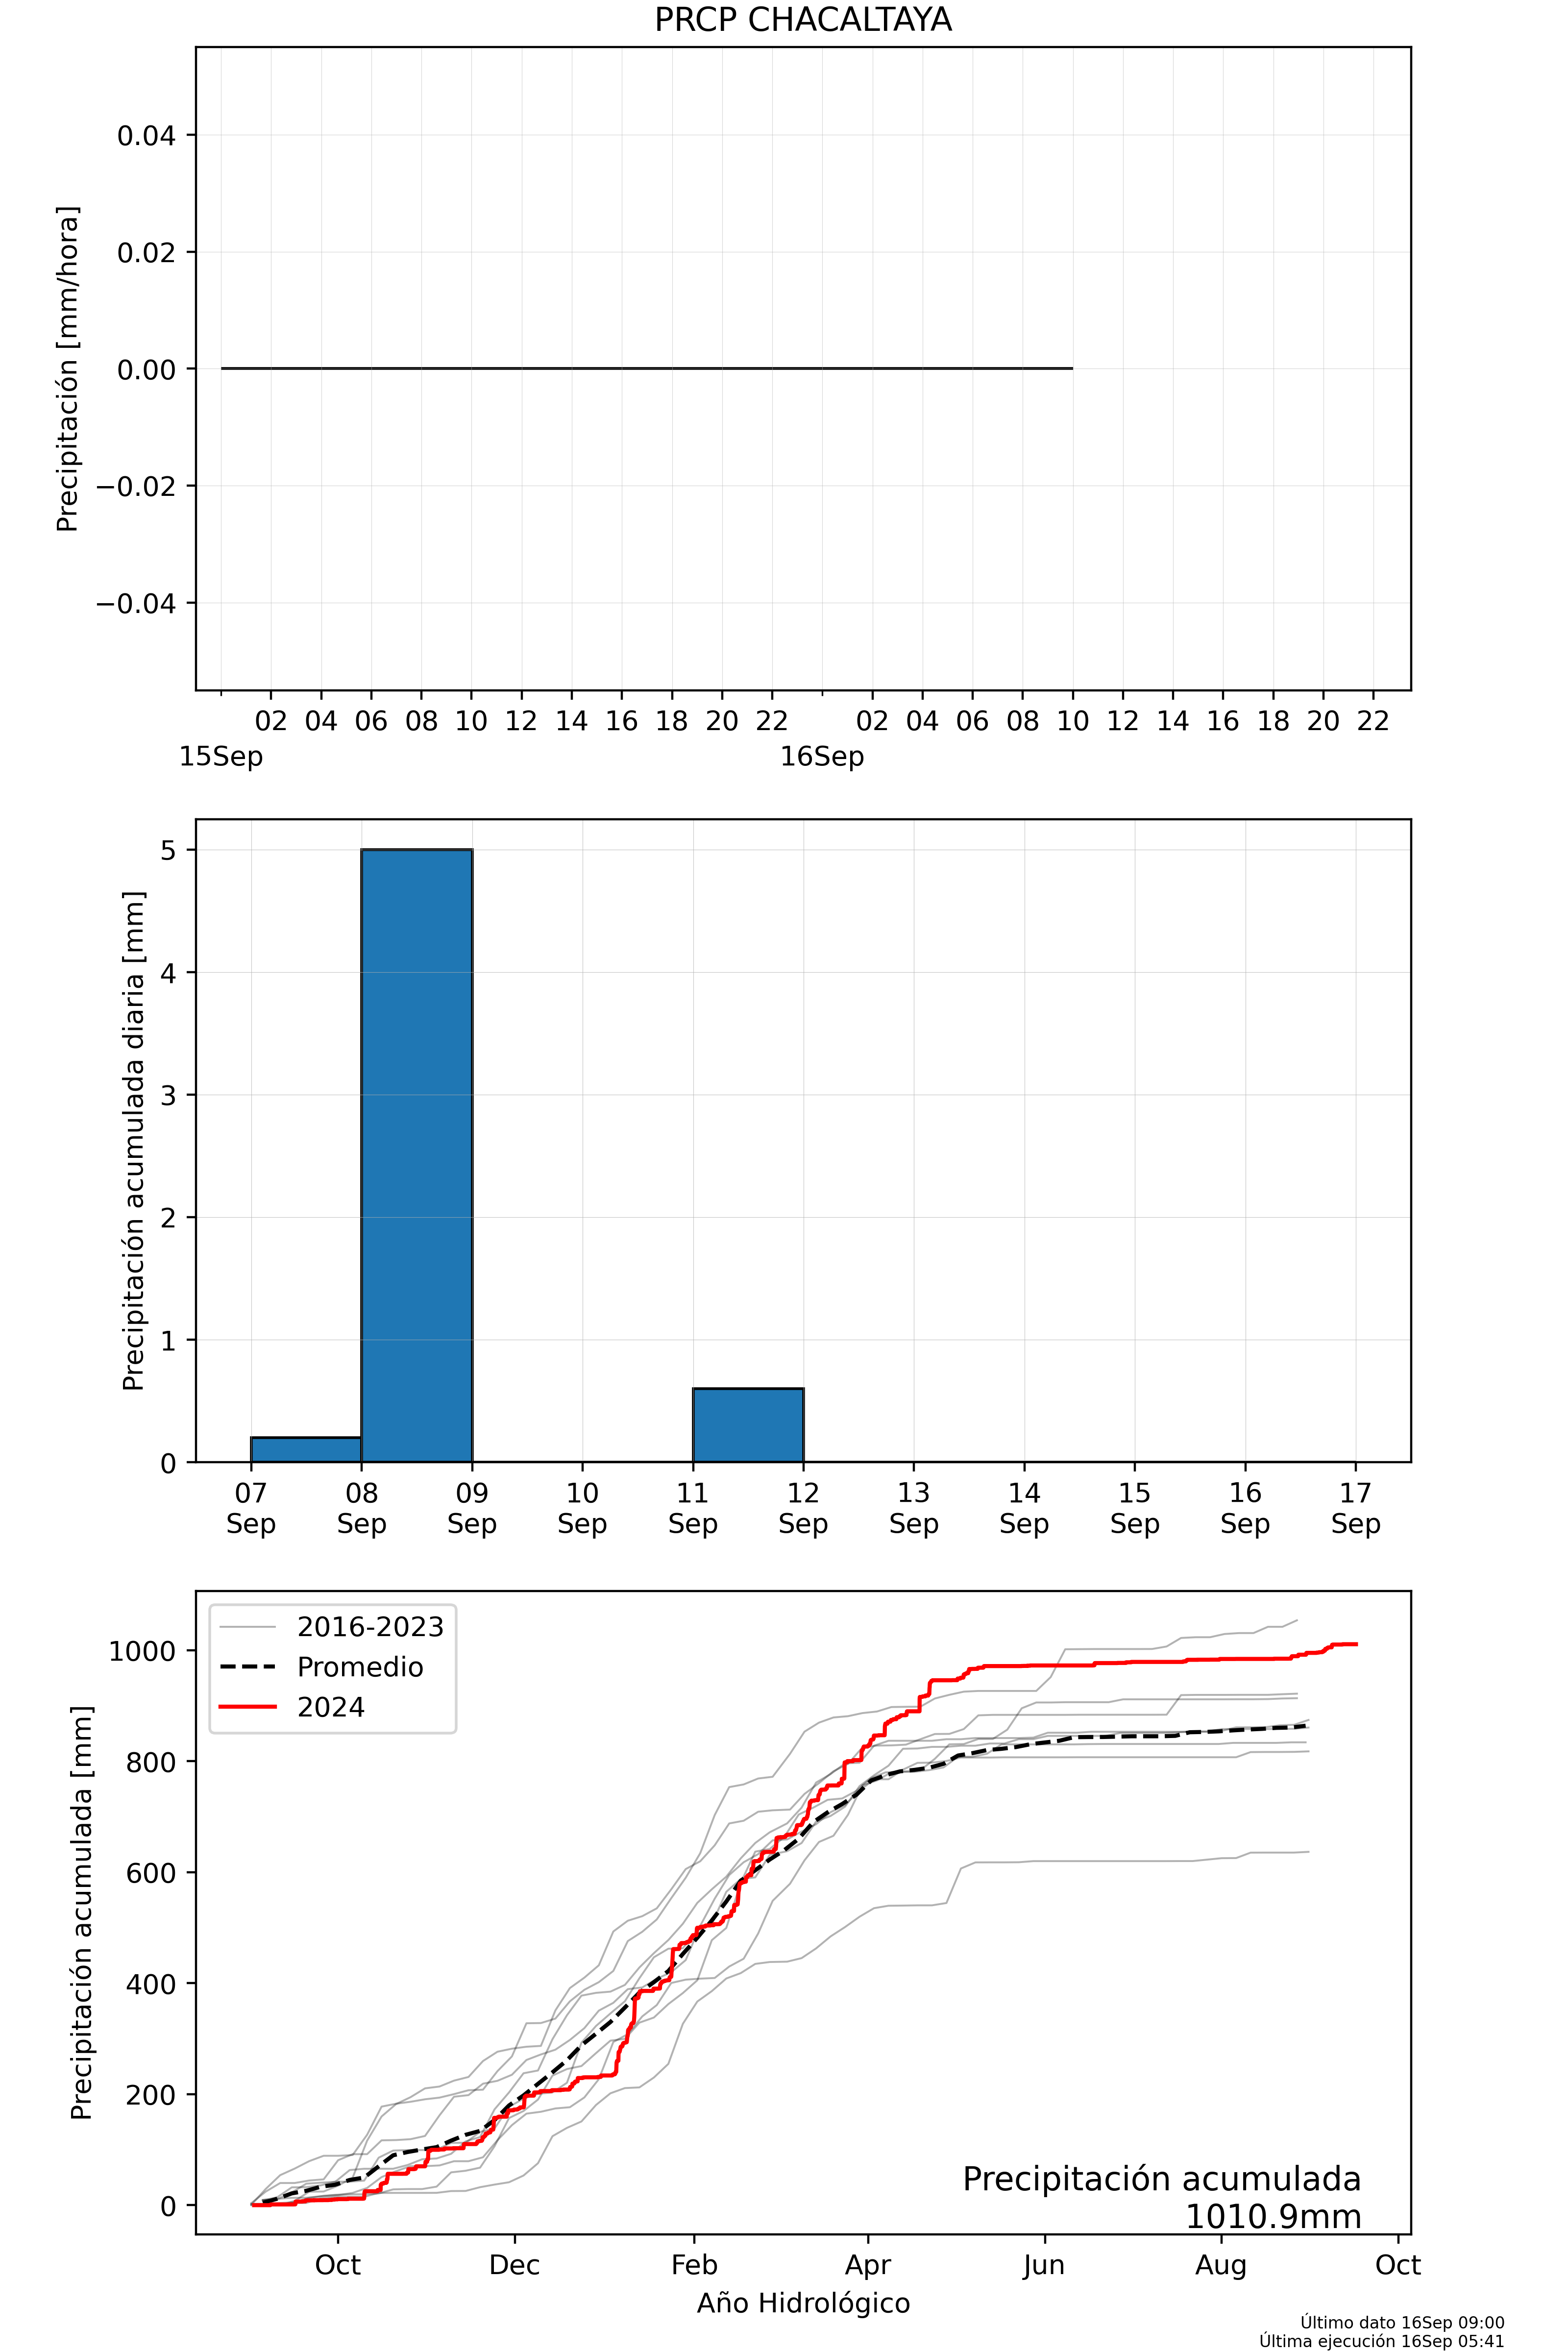 PRCP CHACALTAYA
Precipitación [mm/hora]
0.04
0.02
0.00
−0.02
−0.04
02 04 06 08 10 12 14 16 18 20 22 02 04 06 08 10 12 14 16 18 20 22
15Sep 16Sep
Precipitación acumulada diaria [mm]
5
4
3
2
1
0
07 08 09 10 11 12 13 14 15 16 17
Sep Sep Sep Sep Sep Sep Sep Sep Sep Sep Sep
Precipitación acumulada [mm]
1000
800
600
400
200
0
2016-2023
Promedio
2024
Precipitación acumulada
1010.9mm
Oct Dec Feb Apr Jun Aug Oct
Año Hidrológico
Último dato 16Sep 09:00
Última ejecución 16Sep 05:41